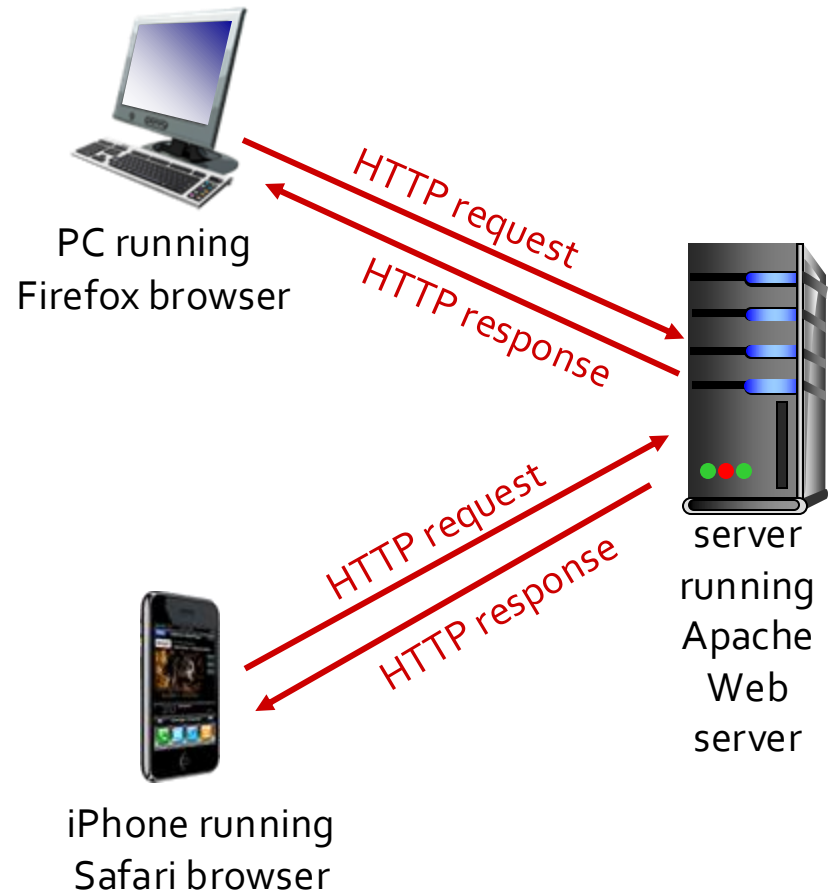 HTTP request
HTTP response
PC running
Firefox browser
HTTP request
HTTP response
server
running
Apache
Web
server
iPhone running
Safari browser